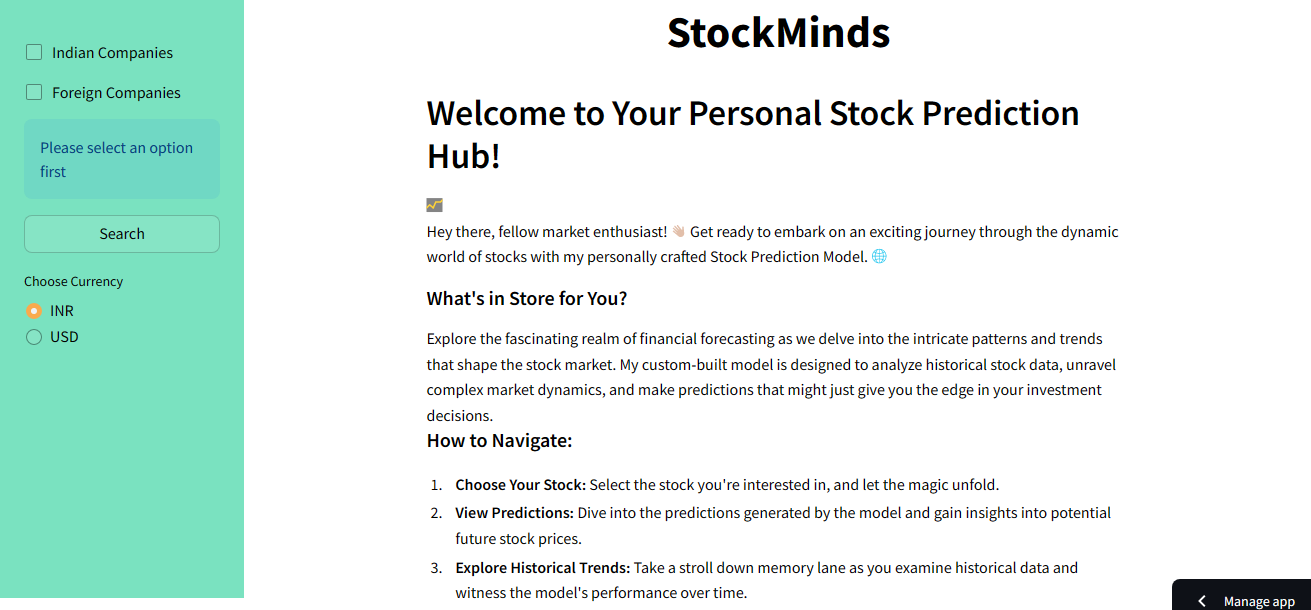 Indian Companies
Foreign Companies
Please select an option
first
Search
Choose Currency
INR
USD
StockMinds
Welcome to Your Personal Stock Prediction
Hub!
Hey there, fellow market enthusiast! 👋🏼 Get ready to embark on an exciting journey through the dynamic
world of stocks with my personally crafted Stock Prediction Model. 🌐
What's in Store for You?
Explore the fascinating realm of financial forecasting as we delve into the intricate patterns and trends
that shape the stock market. My custom-built model is designed to analyze historical stock data, unravel
complex market dynamics, and make predictions that might just give you the edge in your investment
decisions.
How to Navigate:
1. Choose Your Stock: Select the stock you're interested in, and let the magic unfold.
2. View Predictions: Dive into the predictions generated by the model and gain insights into potential
future stock prices.
3. Explore Historical Trends: Take a stroll down memory lane as you examine historical data and
witness the model's performance over time.
Manage app